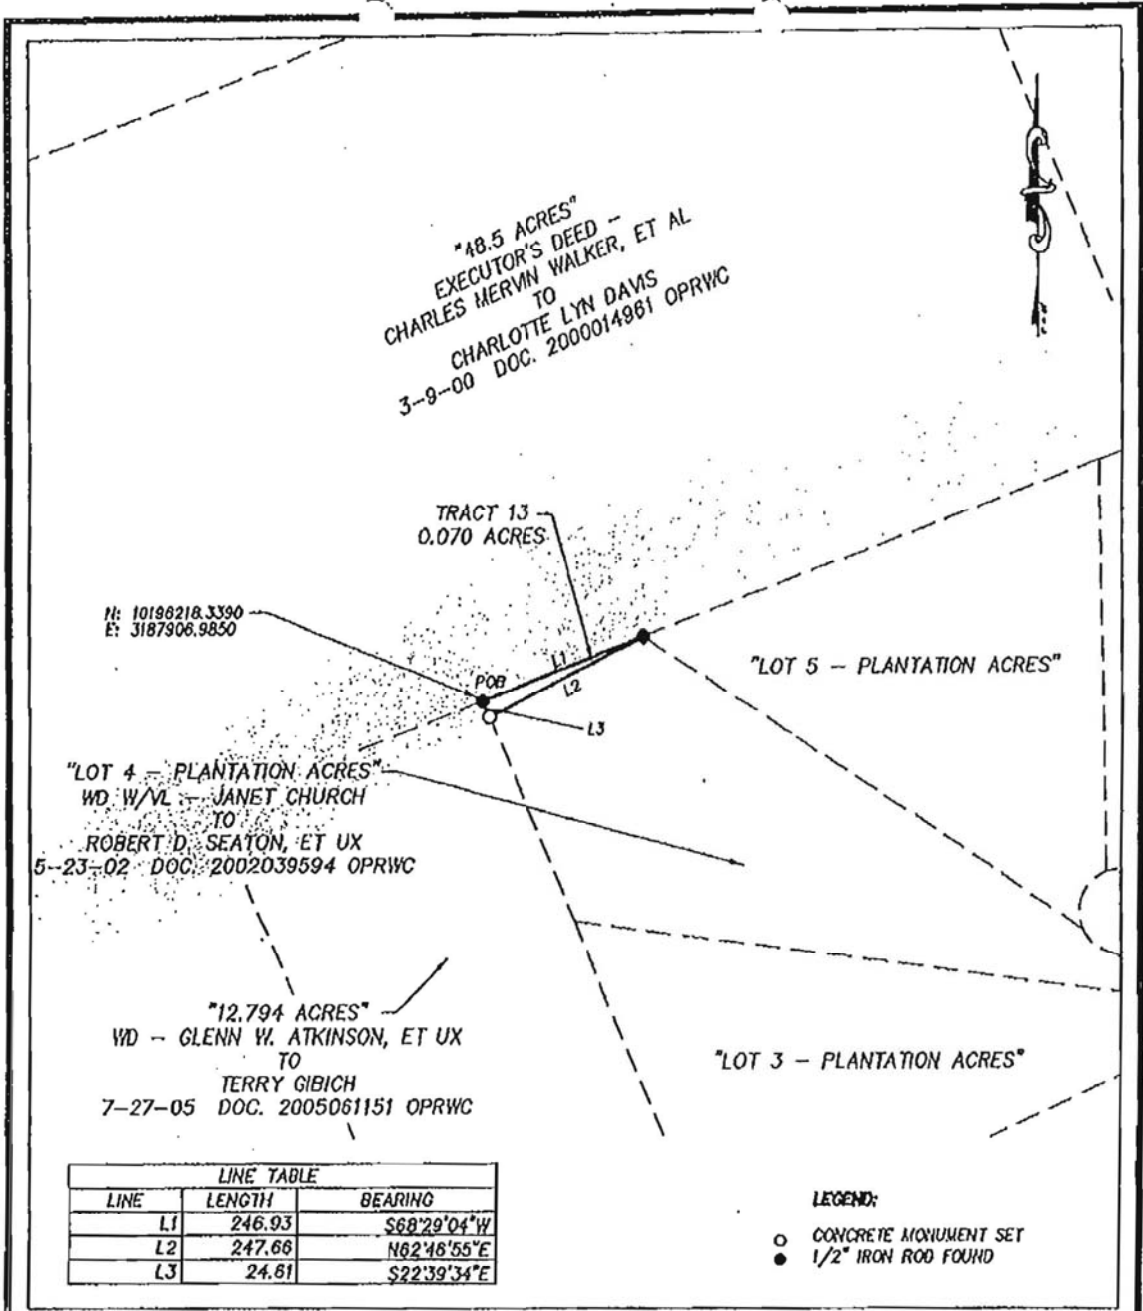 "48.5 ACRES"
EXECUTOR'S DEED -
CHARLES MERVIN WALKER, ET AL
TO
CHARLOTTE LYN DAVIS
3-9-00 DOC. 2000014961 OPRWC
TRACT 13
0.070 ACRES
N: 10196218.3390
E: 3187906.9850
POB
L1
L2
L3
"LOT 5 - PLANTATION ACRES"
"LOT 4 - PLANTATION ACRES"
WD W/VL - JANET CHURCH
TO
ROBERT D. SEATON, ET UX
5-23-02 DOC. 2002039594 OPRWC
"12.794 ACRES"
WD - GLENN W. ATKINSON, ET UX
TO
TERRY GIBICH
7-27-05 DOC. 2005061151 OPRWC
"LOT 3 - PLANTATION ACRES"
LINE TABLE
LINE LENGTH BEARING
L1 246.93 S68°29'04"W
L2 247.66 N62°46'55"E
L3 24.61 S22°39'34"E
LEGEND:
CONCRETE MONUMENT SET
1/2" IRON ROD FOUND